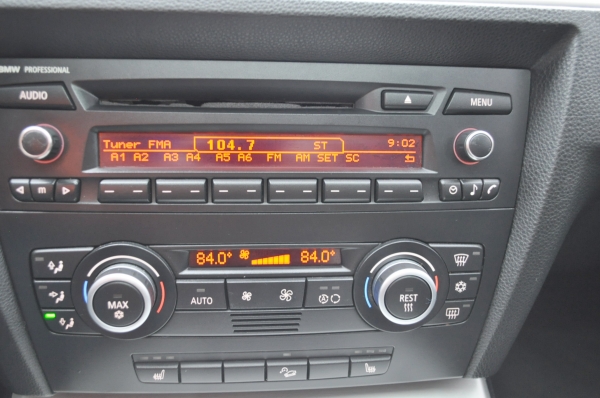 BMW PROFESSIONAL
AUDIO
MENU
Tuner FMA 104.7 ST 9:02
A1 A2 A3 A4 A5 A6 FM AM SET SC
m
84.0° 84.0°
MAX
AUTO
REST